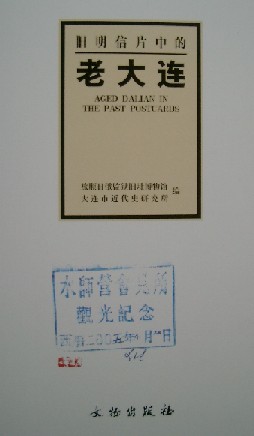 旧明信片中的
老大连
AGED DALIAN IN
THE PAST POSTCARDS
旅顺日俄监狱旧址博物馆
大连市近代史研究所
编
水師營會見所
觀光記念
文物出版社